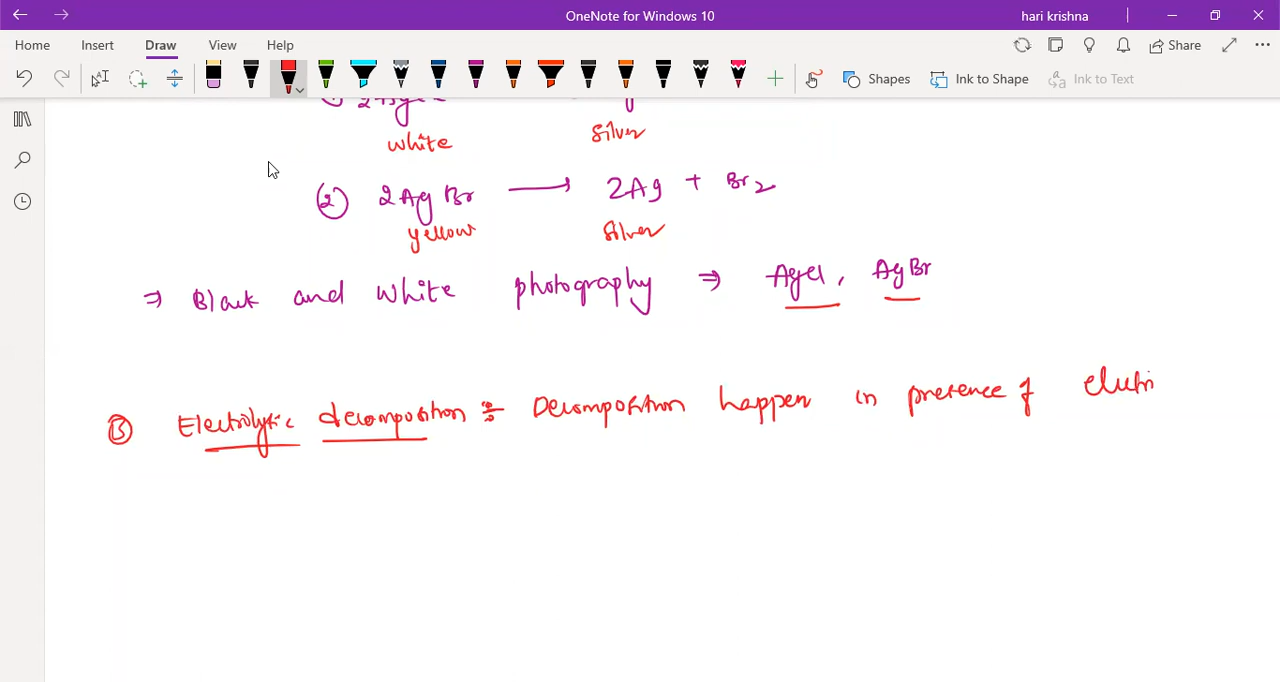 OneNote for Windows 10
hari krishna
Home Insert Draw View Help
Share
Shapes Ink to Shape Ink to Text
white silver
② 2AgBr → 2Ag + Br2
yellow silver
⇒ Black and white photography ⇒ AgCl, AgBr
③ Electrolytic decomposition ÷ Decomposition happen in presence of